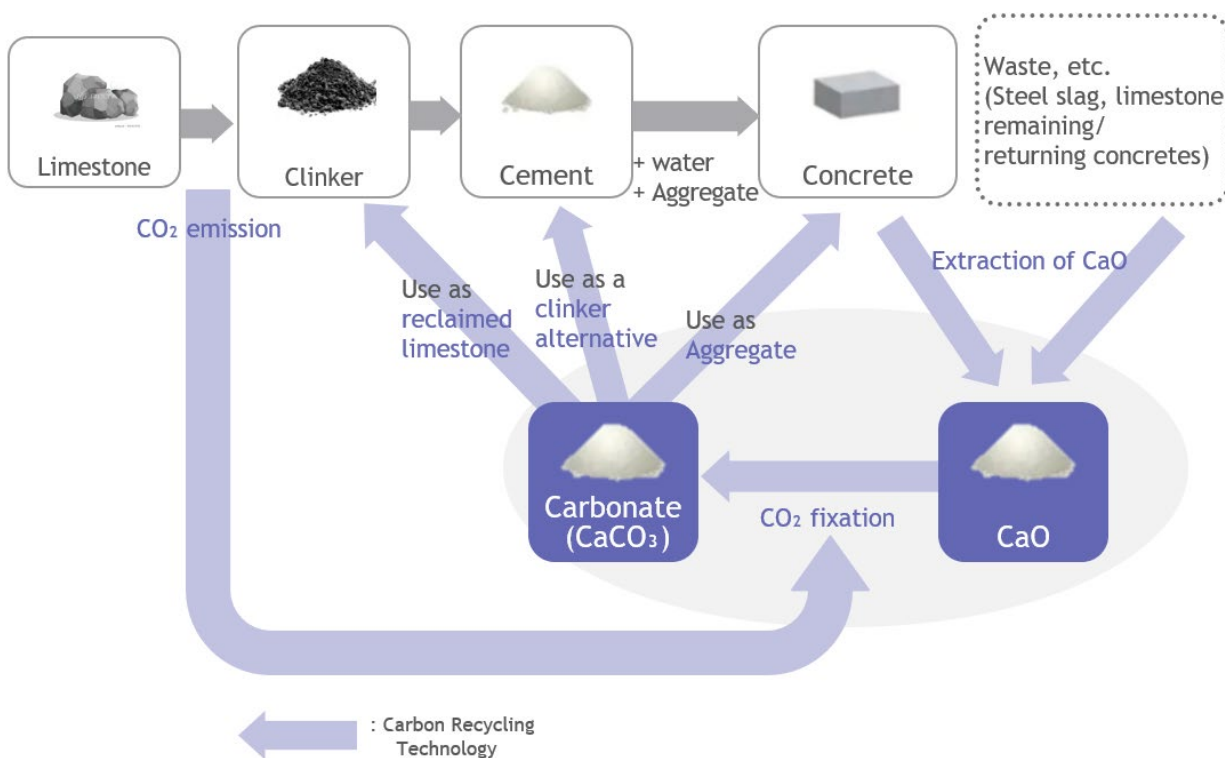 Limestone
Clinker
Cement
+ water
+ Aggregate
Concrete
Waste, etc.
(Steel slag, limestone
remaining/
returning concretes)
CO₂ emission
Use as
reclaimed
limestone
Use as a
clinker
alternative
Use as
Aggregate
Extraction of CaO
Carbonate
(CaCO₃)
CO₂ fixation
CaO
: Carbon Recycling
Technology